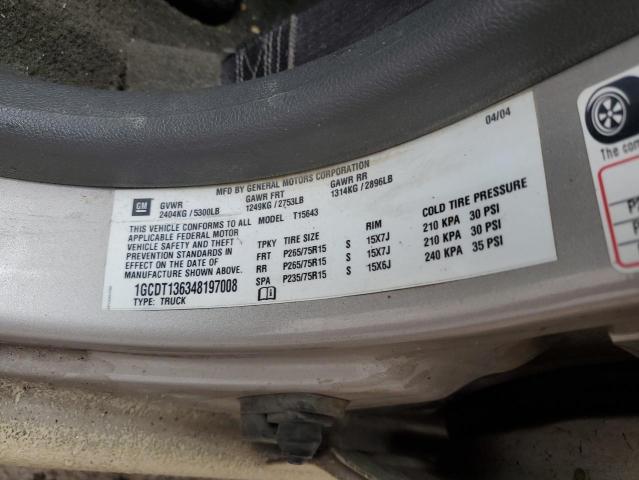 04/04
MFD BY GENERAL MOTORS CORPORATION
GM
GVWR GAWR FRT GAWR RR
2404KG / 5300LB 1249KG / 2753LB 1314KG / 2896LB
THIS VEHICLE CONFORMS TO ALL MODEL T15643
APPLICABLE FEDERAL MOTOR
VEHICLE SAFETY AND THEFT
PREVENTION STANDARDS IN
EFFECT ON THE DATE OF
MANUFACTURE SHOWN ABOVE.
TPKY TIRE SIZE RIM COLD TIRE PRESSURE
FRT P265/75R15 S 15X7J 210 KPA 30 PSI
RR P265/75R15 S 15X7J 210 KPA 30 PSI
SPA P235/75R15 S 15X6J 240 KPA 35 PSI
1GCDT136348197008
TYPE: TRUCK
The com